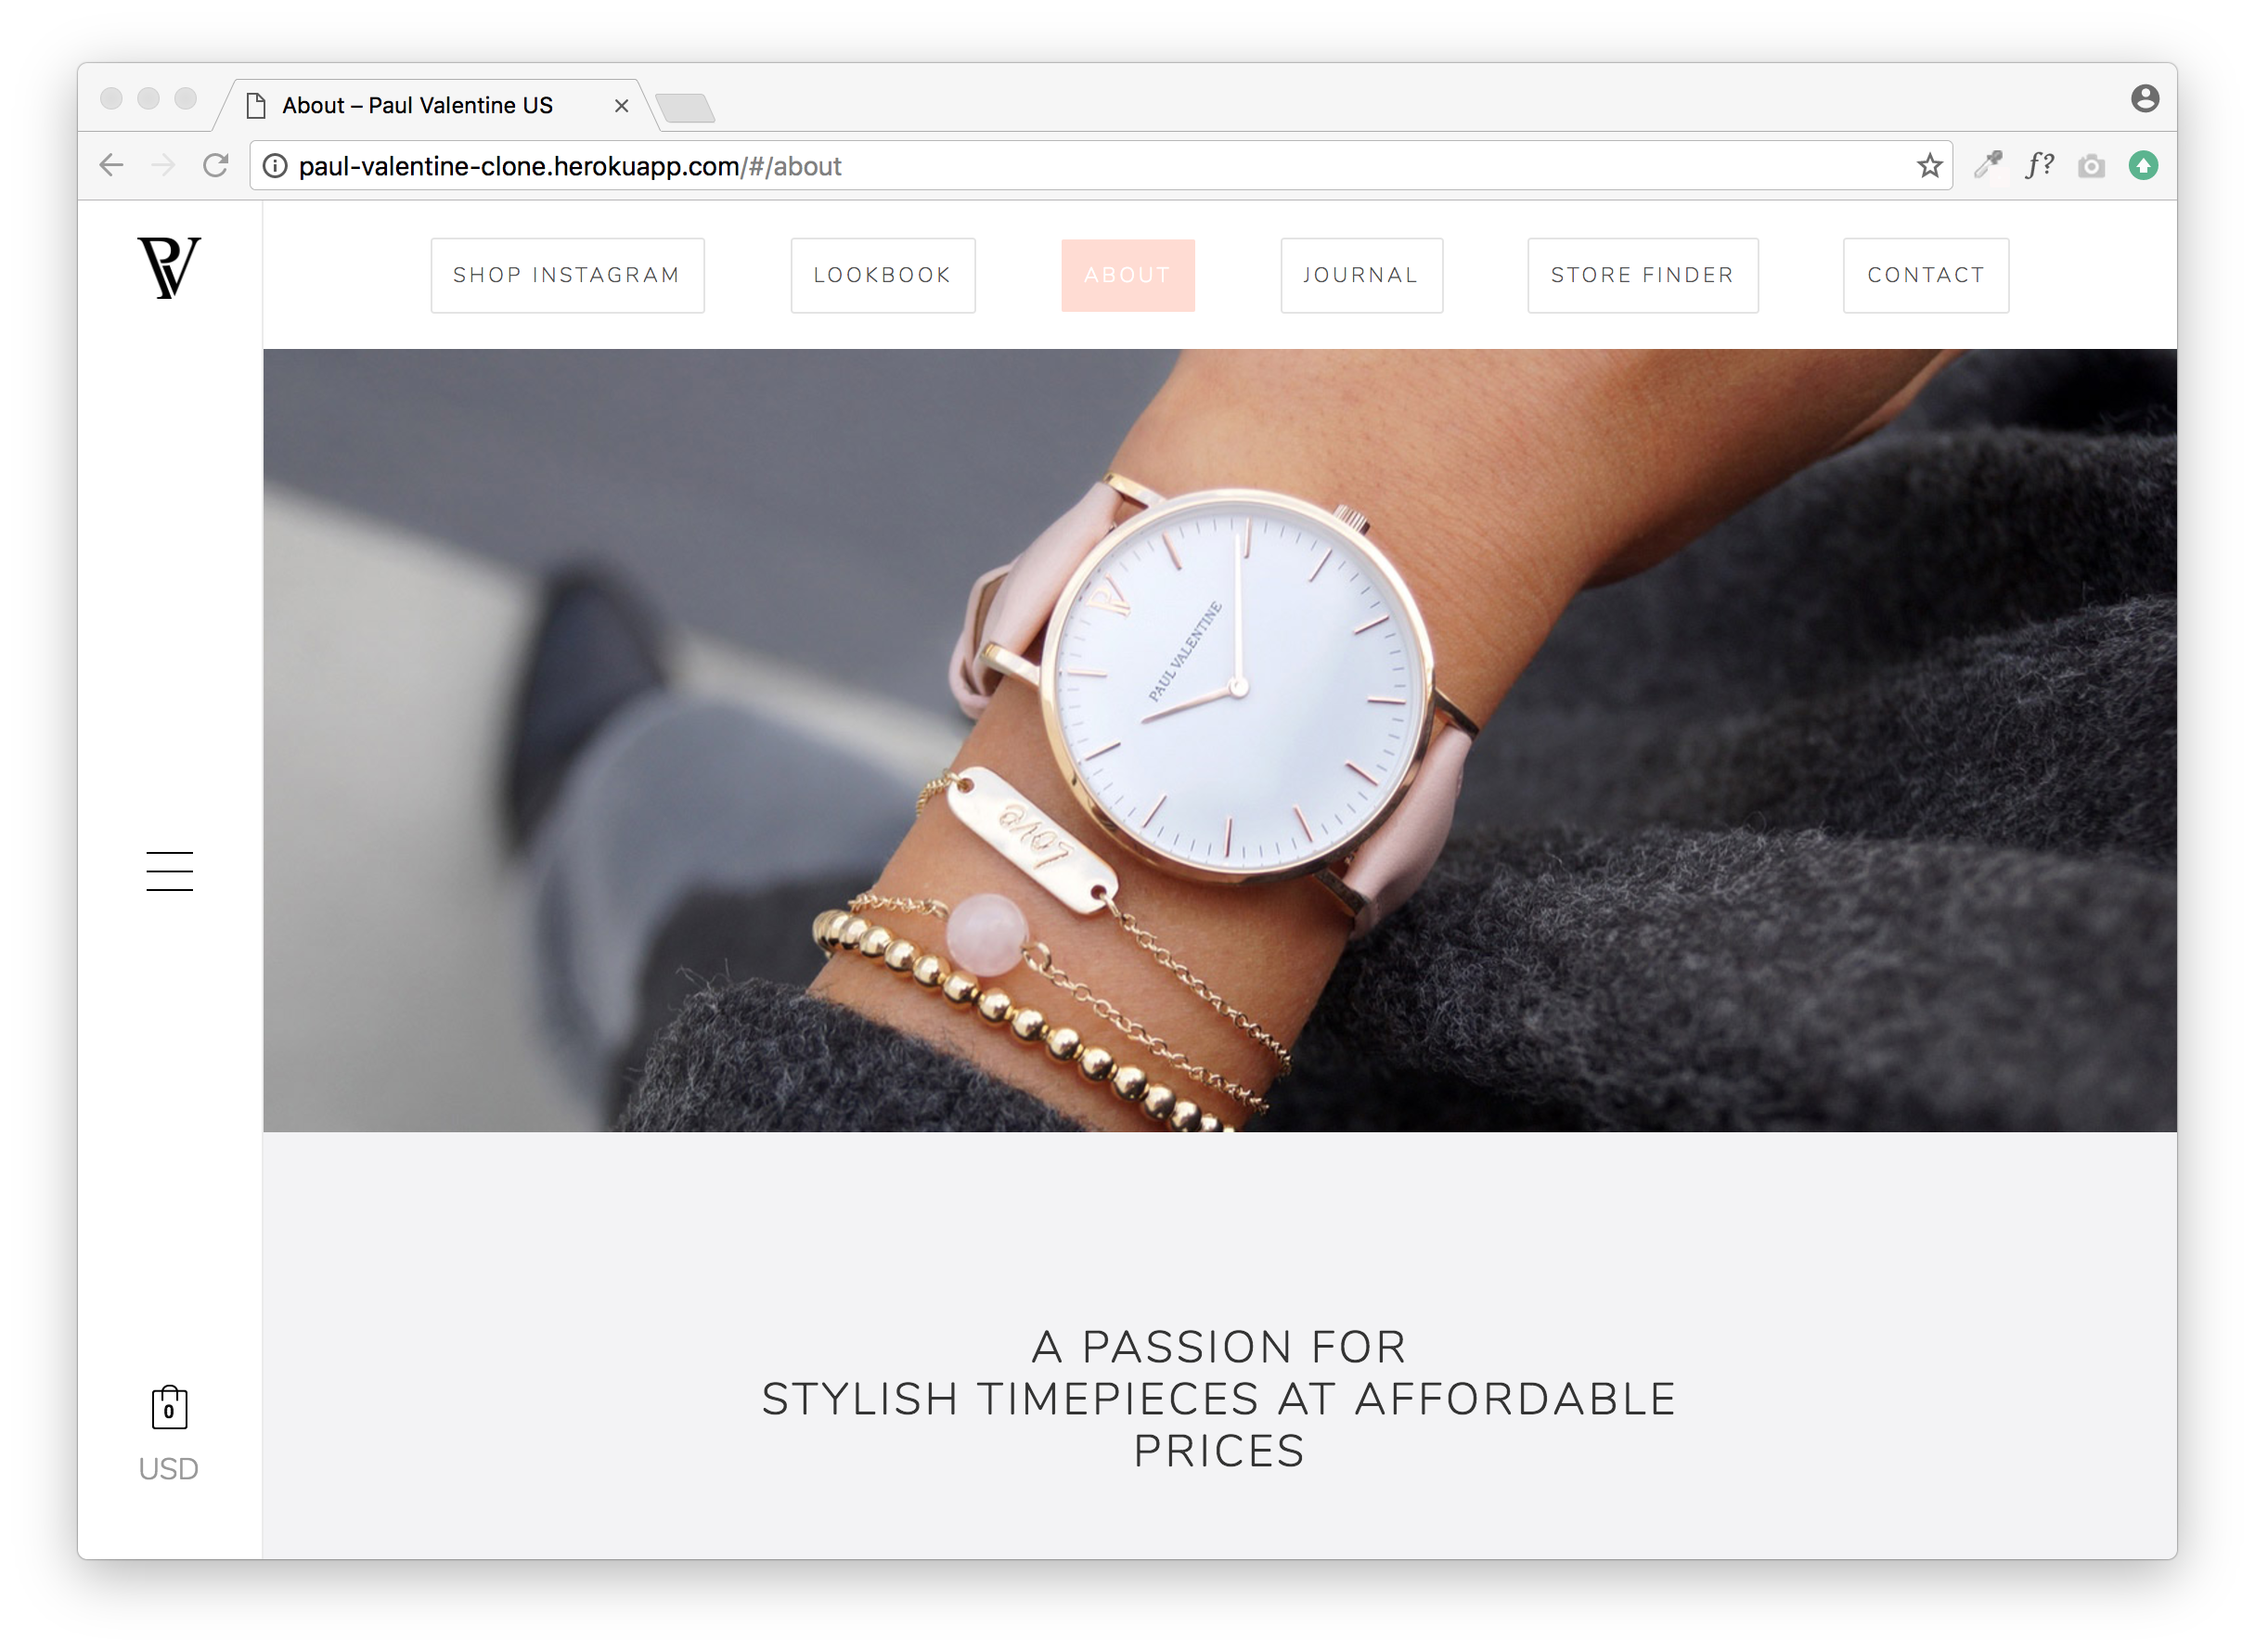 About – Paul Valentine US
paul-valentine-clone.herokuapp.com/#/about
f?
PV
SHOP INSTAGRAM
LOOKBOOK
ABOUT
JOURNAL
STORE FINDER
CONTACT
PV
PAUL VALENTINE
Love
0
USD
A PASSION FOR
STYLISH TIMEPIECES AT AFFORDABLE
PRICES